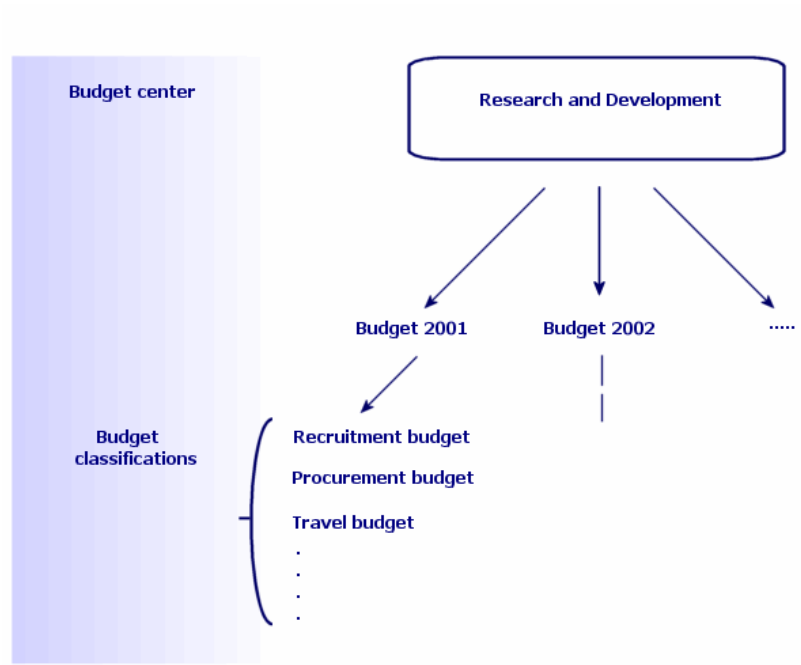 Budget center
Research and Development
Budget 2001
Budget 2002
.....
Budget
classifications
Recruitment budget
Procurement budget
Travel budget
.
.
.
.